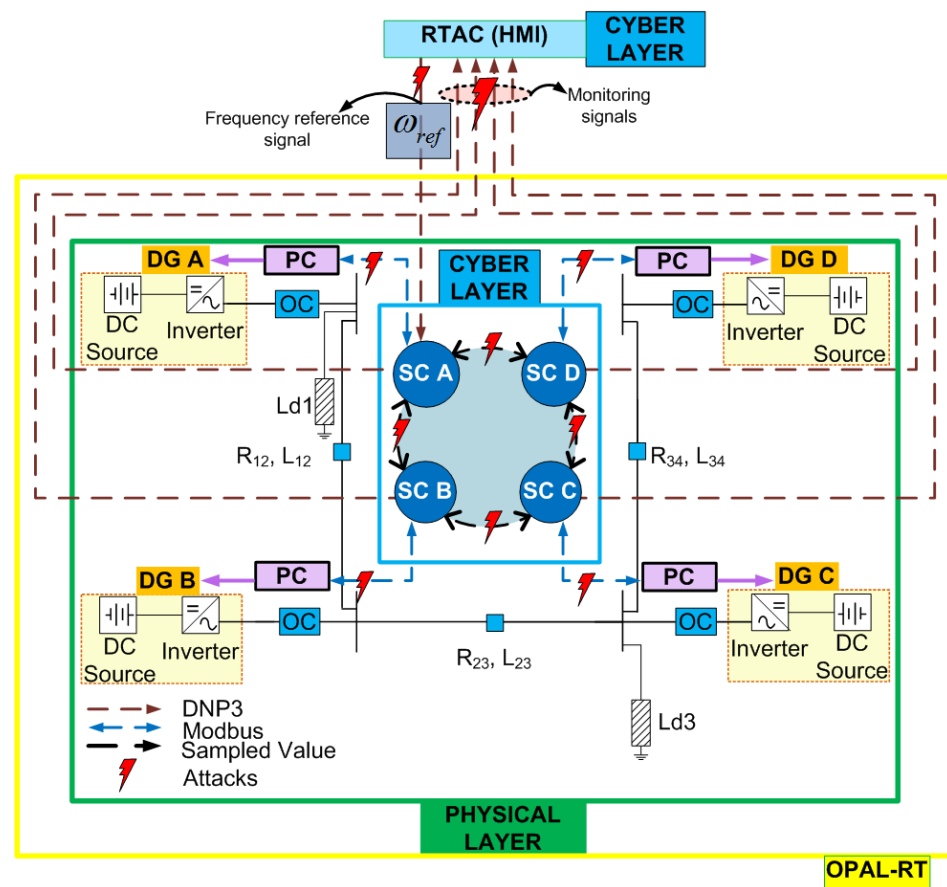 RTAC (HMI)
CYBER
LAYER
Frequency reference
signal
ω_ref
Monitoring
signals
DG A
PC
CYBER
LAYER
PC
DG D
DC
Source
Inverter
OC
OC
Inverter
DC
Source
SC A
SC D
Ld1
R₁₂, L₁₂
R₃₄, L₃₄
SC B
SC C
DG B
PC
PC
DG C
DC
Source
Inverter
OC
R₂₃, L₂₃
OC
Inverter
DC
Source
Ld3
DNP3
Modbus
Sampled Value
Attacks
PHYSICAL
LAYER
OPAL-RT